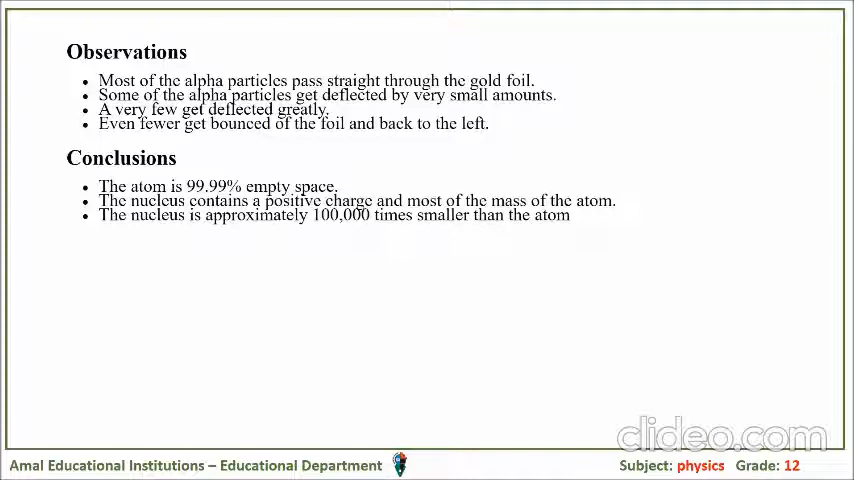 Observations
Most of the alpha particles pass straight through the gold foil.
Some of the alpha particles get deflected by very small amounts.
A very few get deflected greatly.
Even fewer get bounced of the foil and back to the left.
Conclusions
The atom is 99.99% empty space.
The nucleus contains a positive charge and most of the mass of the atom.
The nucleus is approximately 100,000 times smaller than the atom
clideo.com
Amal Educational Institutions – Educational Department Subject: physics Grade: 12